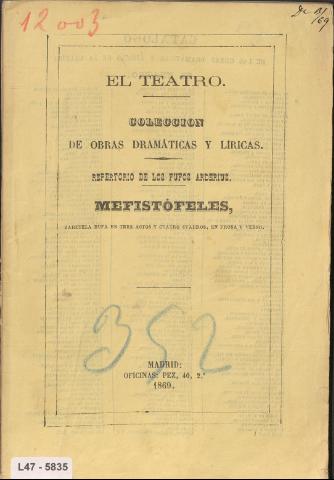 12003
EL TEATRO.
COLECCION
DE OBRAS DRAMÁTICAS Y LIRICAS.
REPERTORIO DE LOS BUFOS ARDERIUS.
MEFISTÓFELES,
ZARZUELA BUFA EN TRES ACTOS Y CUATRO CUADROS, EN PROSA Y VERSO.
352
MADRID:
OFICINAS: PEZ, 40, 2.º
1869.
L47 - 5835